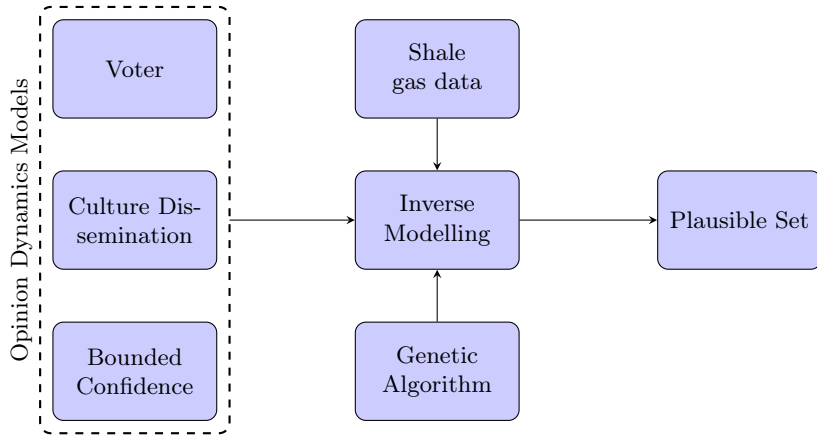 Opinion Dynamics Models
Voter
Culture Dis-
semination
Bounded
Confidence
Shale
gas data
Inverse
Modelling
Genetic
Algorithm
Plausible Set